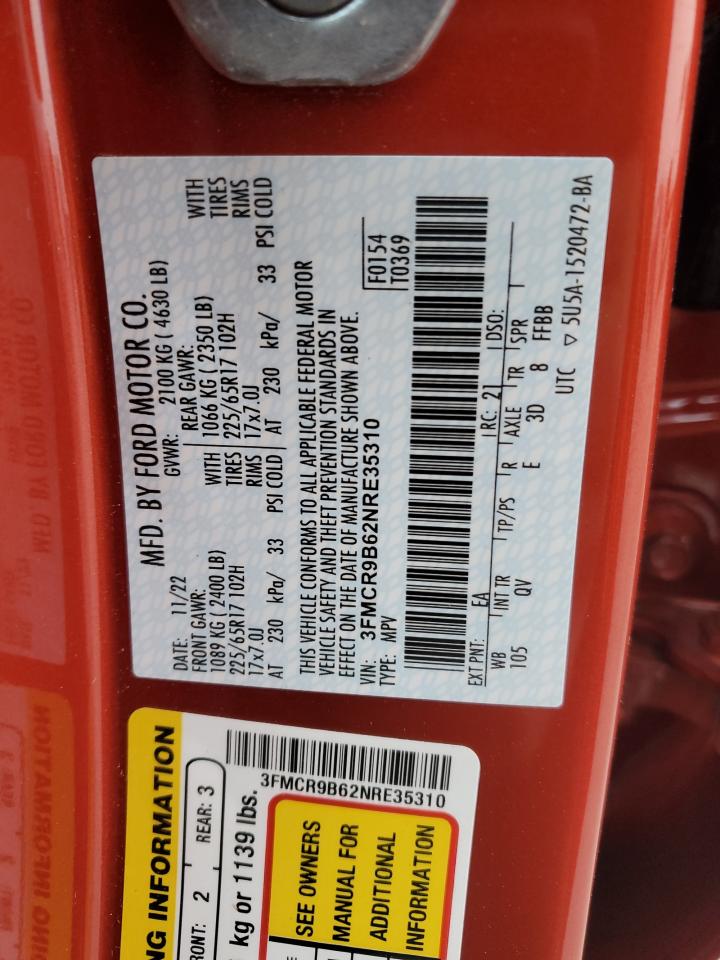 MFD. BY FORD MOTOR CO.
DATE: 11/22 GVWR: 2100 KG ( 4630 LB)
FRONT GAWR: REAR GAWR:
1089 KG ( 2400 LB) WITH 1066 KG ( 2350 LB) WITH
225/65R17 102H TIRES 225/65R17 102H TIRES
17x7.0J RIMS 17x7.0J RIMS
AT 230 kPa/ 33 PSI COLD AT 230 kPa/ 33 PSI COLD
THIS VEHICLE CONFORMS TO ALL APPLICABLE FEDERAL MOTOR
VEHICLE SAFETY AND THEFT PREVENTION STANDARDS IN
EFFECT ON THE DATE OF MANUFACTURE SHOWN ABOVE.
VIN: 3FMCR9B62NRE35310 F0154
TYPE: MPV T0369
EXT PNT: EA RC: 21 DSO:
WB INT TR TP/PS R AXLE TR SPR
105 QV E 3D 8 FFBB
UTC ▽ 5U5A-1520472-BA
NG INFORMATION
FRONT: 2 REAR: 3
kg or 1139 lbs.
3FMCR9B62NRE35310
SEE OWNERS
MANUAL FOR
ADDITIONAL
INFORMATION